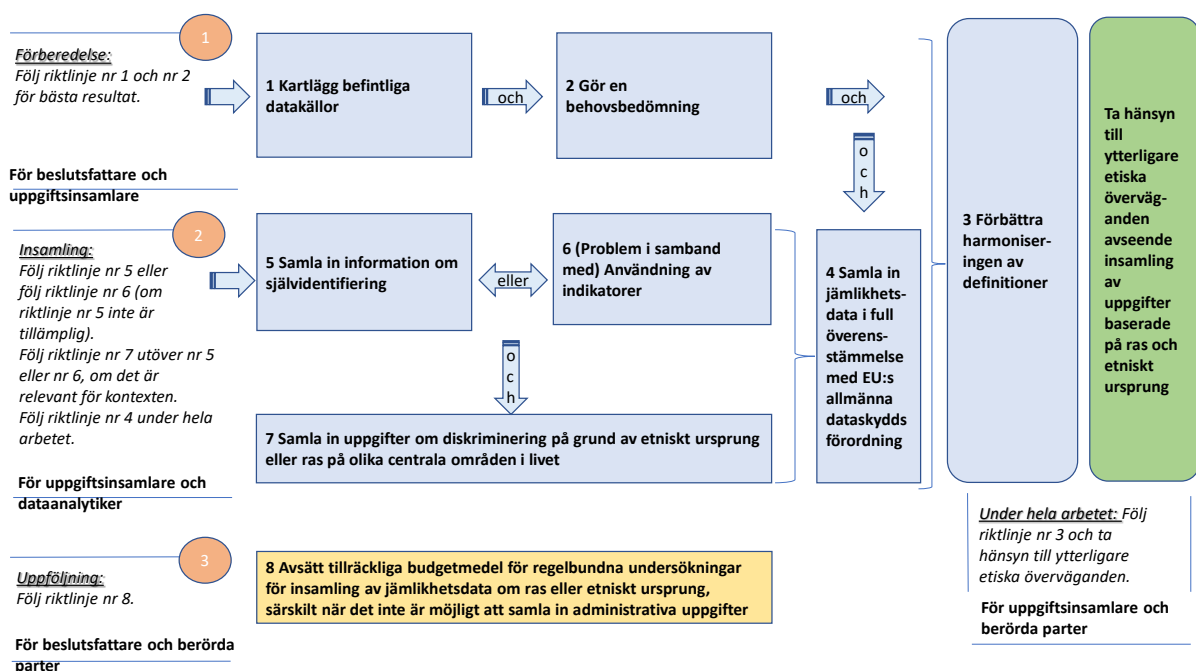 1
Förberedelse:
Följ riktlinje nr 1 och nr 2
för bästa resultat.
För beslutsfattare och
uppgiftsinsamlare
1 Kartlägg befintliga
datakällor
och
2 Gör en
behovsbedömning
och
o
c
h
2
Insamling:
Följ riktlinje nr 5 eller
följ riktlinje nr 6 (om
riktlinje nr 5 inte är
tillämplig).
Följ riktlinje nr 7 utöver nr 5
eller nr 6, om det är
relevant för kontexten.
Följ riktlinje nr 4 under hela
arbetet.
För uppgiftsinsamlare och
dataanalytiker
5 Samla in information om
självidentifiering
eller
6 (Problem i samband
med) Användning av
indikatorer
o
c
h
7 Samla in uppgifter om diskriminering på grund av etniskt ursprung
eller ras på olika centrala områden i livet
4 Samla in
jämlikhets-
data i full
överens-
stämmelse
med EU:s
allmänna
dataskydds
förordning
3 Förbättra
harmoniser-
ingen av
definitioner
Ta hänsyn
till
ytterligare
etiska
överväg-
anden
avseende
insamling
av
uppgifter
baserade
på ras och
etniskt
ursprung
Under hela arbetet: Följ
riktlinje nr 3 och ta
hänsyn till ytterligare
etiska överväganden.
För uppgiftsinsamlare och
berörda parter
3
Uppföljning:
Följ riktlinje nr 8.
För beslutsfattare och berörda
parter
8 Avsätt tillräckliga budgetmedel för regelbundna undersökningar
för insamling av jämlikhetsdata om ras eller etniskt ursprung,
särskilt när det inte är möjligt att samla in administrativa uppgifter